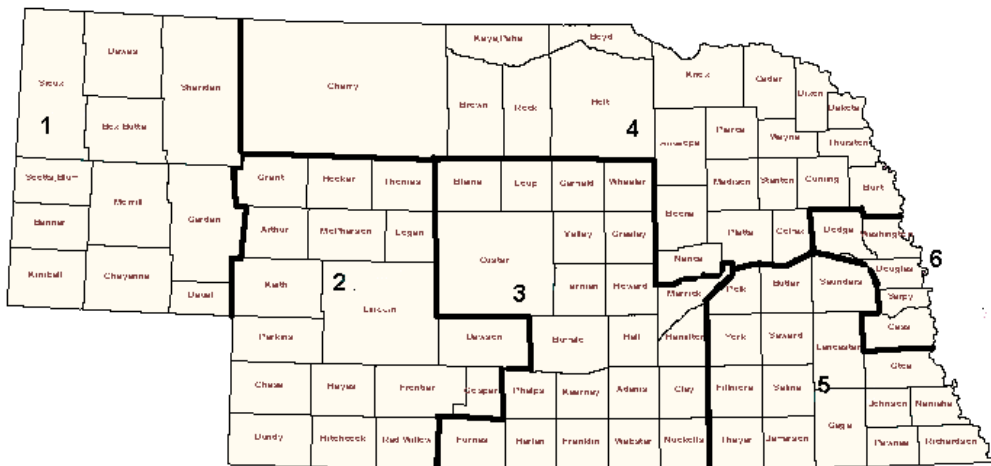 Keya Paha
Boyd
Dawes
Knox
Cedar
Sioux
Sheridan
Cherry
Dixon
Brown
Rock
Holt
Dakota
1
Box Butte
4
Pierce
Wayne
Antelope
Thurston
Scotts Bluff
Grant
Hooker
Thomas
Blaine
Loup
Garfield
Wheeler
Madison
Stanton
Cuming
Burt
Morrill
Garden
Boone
Banner
Arthur
McPherson
Logan
Valley
Greeley
Platte
Colfax
Dodge
Washington
Custer
Nance
6
Kimball
Cheyenne
Keith
2
Sherman
Howard
Merrick
Polk
Butler
Saunders
Douglas
Deuel
3
Sarpy
Lincoln
Cass
Perkins
Dawson
Buffalo
Hall
Hamilton
York
Seward
Lancaster
Otoe
Chase
Hayes
Frontier
Gosper
Phelps
Kearney
Adams
Clay
Fillmore
Saline
5
Johnson
Nemaha
Gage
Dundy
Hitchcock
Red Willow
Furnas
Harlan
Franklin
Webster
Nuckolls
Thayer
Jefferson
Pawnee
Richardson